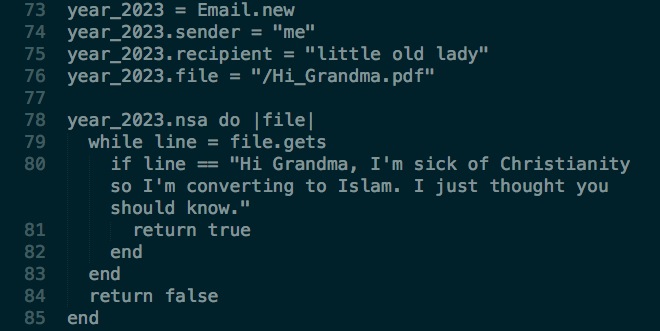 73 year_2023 = Email.new
74 year_2023.sender = "me"
75 year_2023.recipient = "little old lady"
76 year_2023.file = "/Hi_Grandma.pdf"
77
78 year_2023.nsa do |file|
79   while line = file.gets
80     if line == "Hi Grandma, I'm sick of Christianity
     so I'm converting to Islam. I just thought you
     should know."
81       return true
82     end
83   end
84   return false
85 end